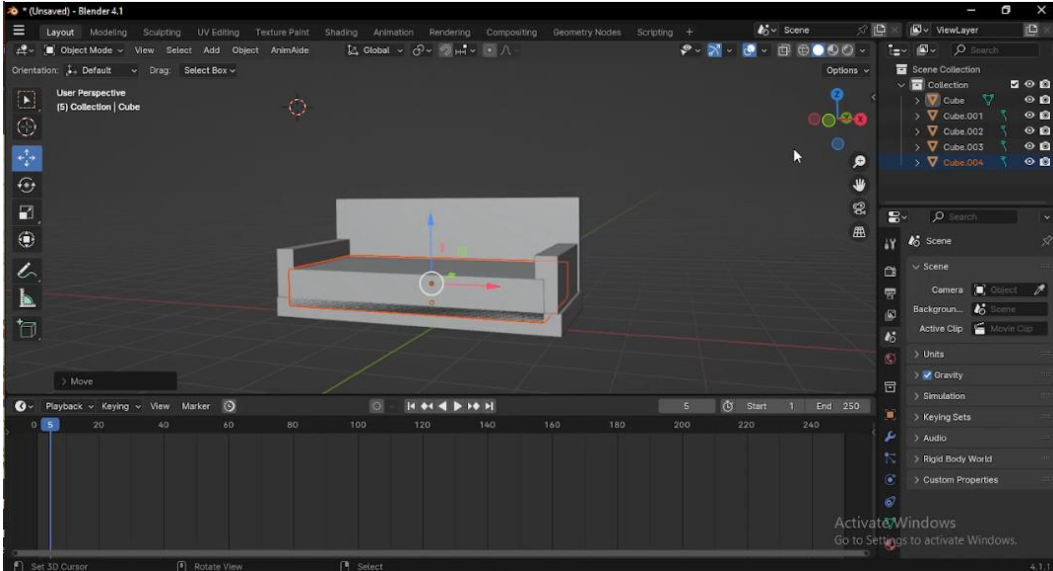 * (Unsaved) - Blender 4.1
Layout Modeling Sculpting UV Editing Texture Paint Shading Animation Rendering Compositing Geometry Nodes Scripting + Scene ViewLayer
Object Mode View Select Add Object AnimAide Global Search
Orientation: Default Drag: Select Box Options
Scene Collection
Collection
Cube
Cube.001
Cube.002
Cube.003
Cube.004
User Perspective
(5) Collection | Cube
Z
X
Search
Scene
Scene
Camera Object
Backgroun... Scene
Active Clip Movie Clip
Units
Gravity
Simulation
Keying Sets
Audio
Rigid Body World
Custom Properties
Move
Playback Keying View Marker 5 Start 1 End 250
0 5 20 40 60 80 100 120 140 160 180 200 220 240
Activate Windows
Go to Settings to activate Windows.
Set 3D Cursor Rotate View Select 4.1.1